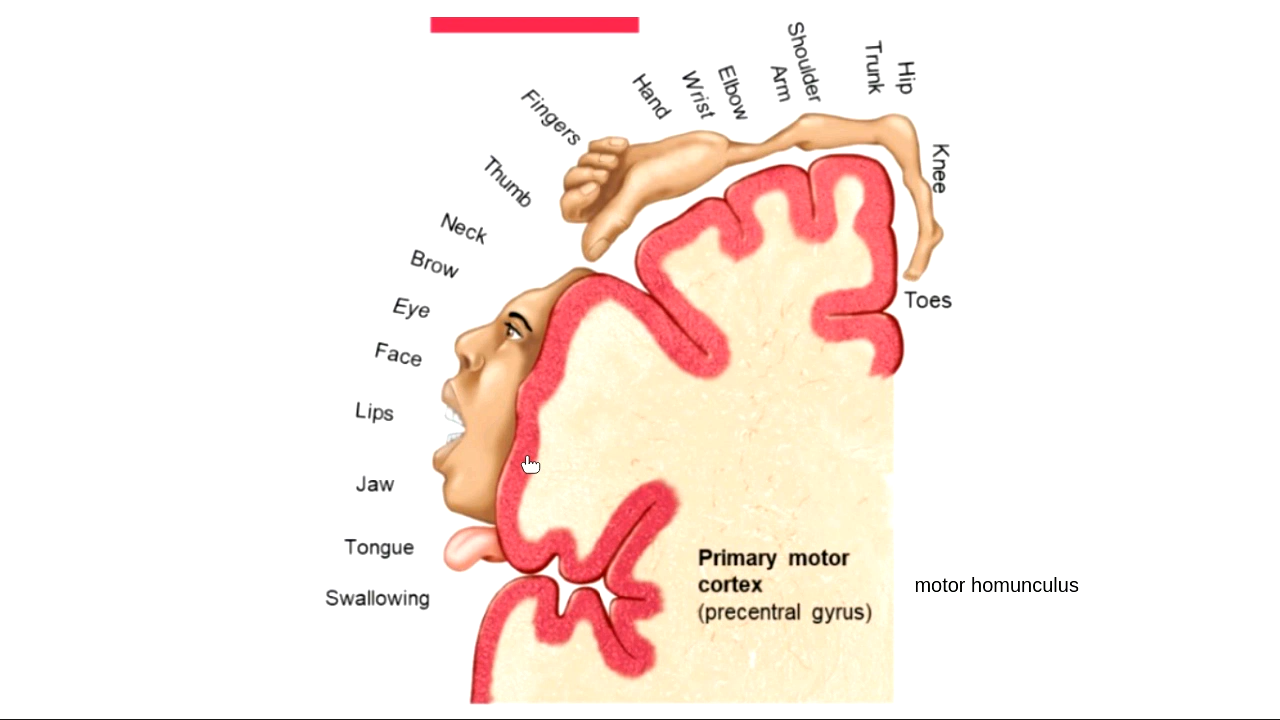 Shoulder
Arm
Trunk
Hip
Elbow
Wrist
Hand
Fingers
Knee
Thumb
Neck
Brow
Eye
Toes
Face
Lips
Jaw
Tongue
Swallowing
Primary motor
cortex
(precentral gyrus)
motor homunculus